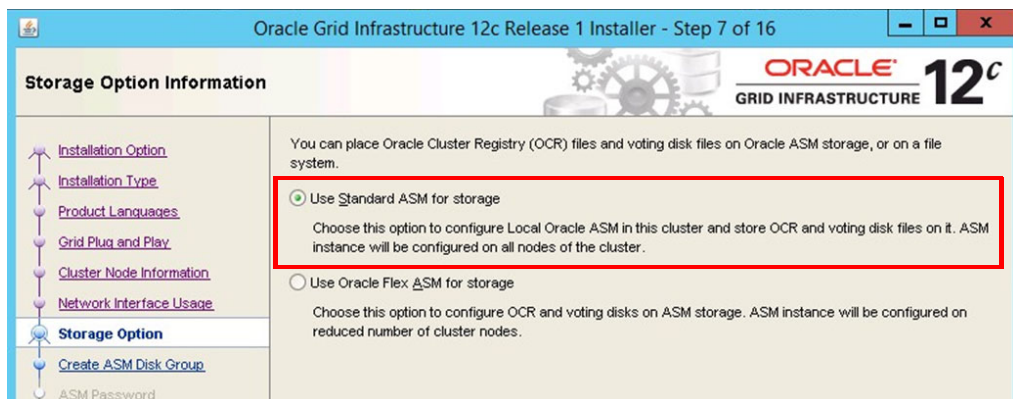 Oracle Grid Infrastructure 12c Release 1 Installer - Step 7 of 16
Storage Option Information
ORACLE
GRID INFRASTRUCTURE 12c
Installation Option
Installation Type
Product Languages
Grid Plug and Play
Cluster Node Information
Network Interface Usage
Storage Option
Create ASM Disk Group
ASM Password
You can place Oracle Cluster Registry (OCR) files and voting disk files on Oracle ASM storage, or on a file
system.
Use Standard ASM for storage
Choose this option to configure Local Oracle ASM in this cluster and store OCR and voting disk files on it. ASM
instance will be configured on all nodes of the cluster.
Use Oracle Flex ASM for storage
Choose this option to configure OCR and voting disks on ASM storage. ASM instance will be configured on
reduced number of cluster nodes.